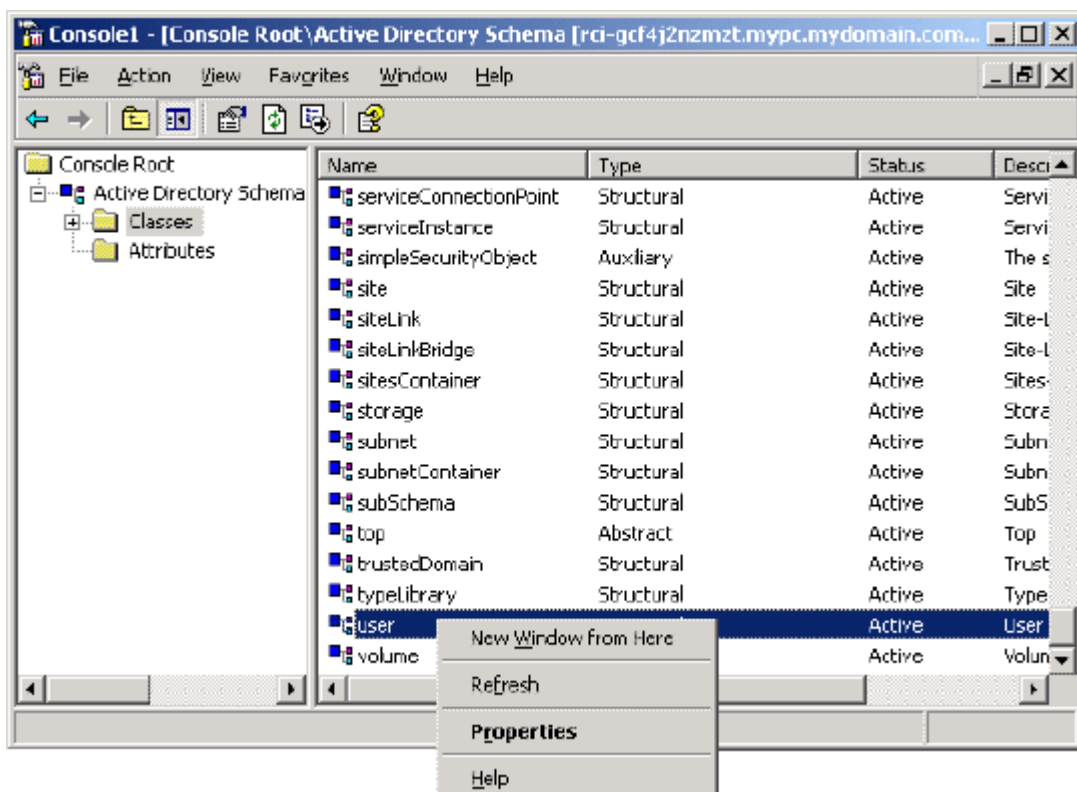 Console1 - [Console Root\Active Directory Schema [rci-gcf4j2nzmzt.mypc.mydomain.com...
File Action View Favorites Window Help
Console Root
Active Directory Schema
Classes
Attributes
Name Type Status Descri
serviceConnectionPoint Structural Active Servi
serviceInstance Structural Active Servi
simpleSecurityObject Auxiliary Active The s
site Structural Active Site
siteLink Structural Active Site-L
siteLinkBridge Structural Active Site-L
sitesContainer Structural Active Sites-
storage Structural Active Stora
subnet Structural Active Subn
subnetContainer Structural Active Subn
subSchema Structural Active SubS
top Abstract Active Top
trustedDomain Structural Active Trust
typeLibrary Structural Active Type
user Active User
volume Active Volun
New Window from Here
Refresh
Properties
Help